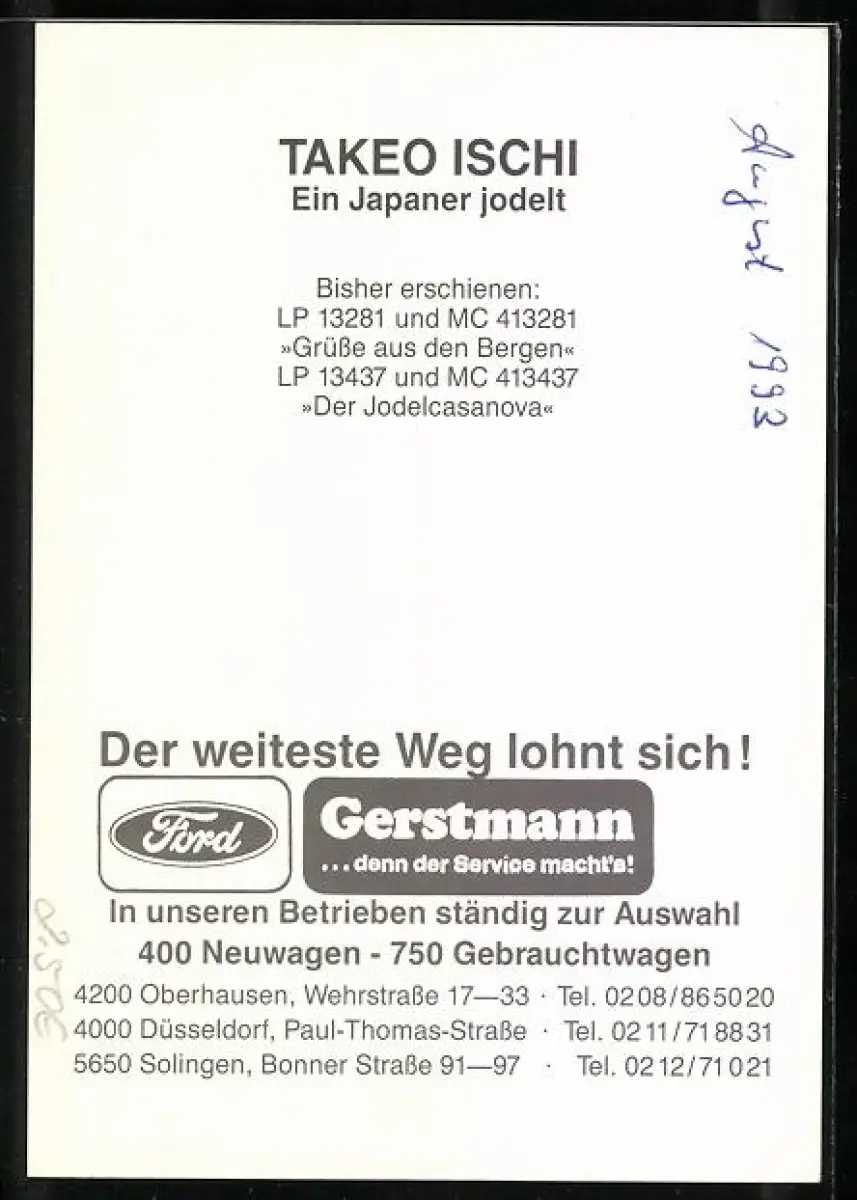 TAKEO ISCHI
Ein Japaner jodelt
August 1993
Bisher erschienen:
LP 13281 und MC 413281
»Grüße aus den Bergen«
LP 13437 und MC 413437
»Der Jodelcasanova«
Der weiteste Weg lohnt sich!
Ford
Gerstmann
...denn der Service macht's!
In unseren Betrieben ständig zur Auswahl
400 Neuwagen - 750 Gebrauchtwagen
4200 Oberhausen, Wehrstraße 17—33 · Tel. 0208/865020
4000 Düsseldorf, Paul-Thomas-Straße · Tel. 0211/718831
5650 Solingen, Bonner Straße 91—97 · Tel. 0212/71021